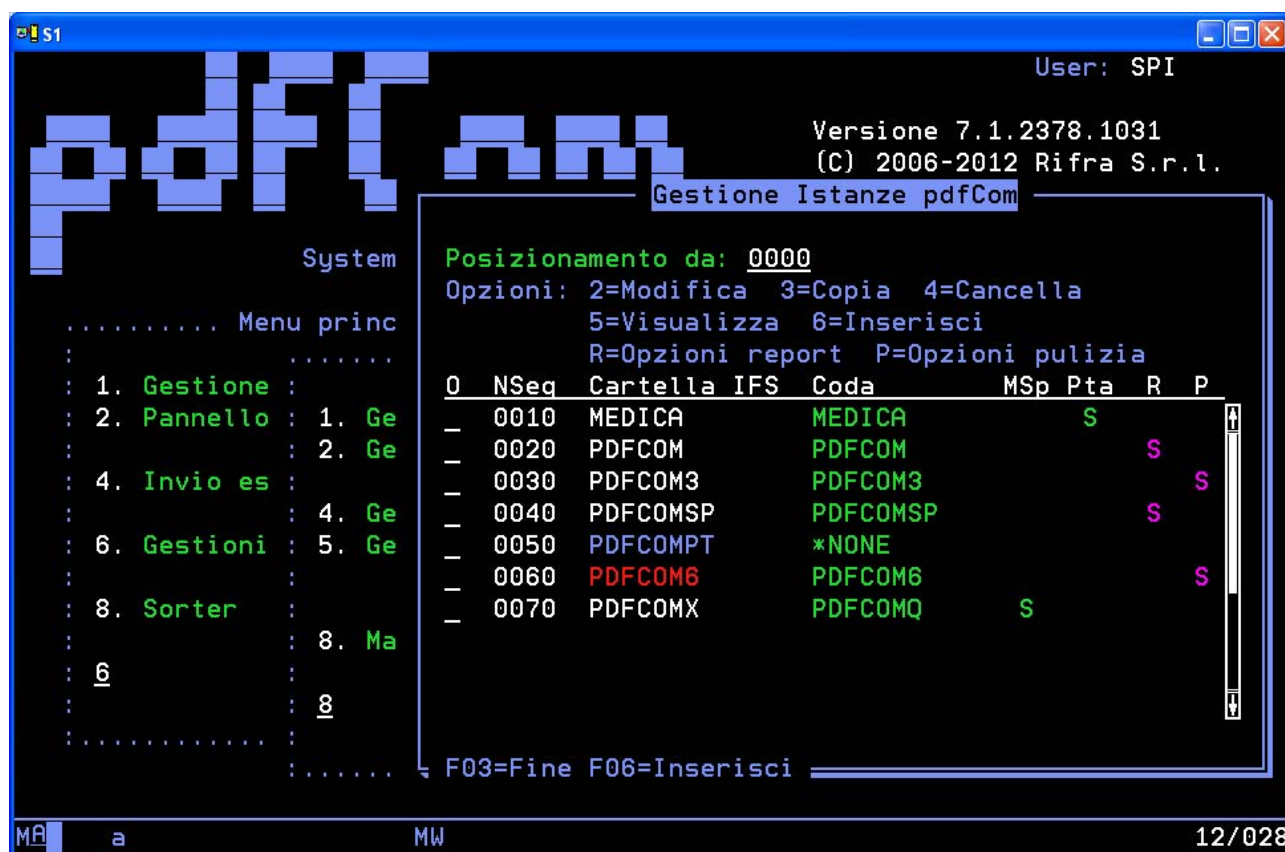 S1
pdfCom
User: SPI
Versione 7.1.2378.1031
(C) 2006-2012 Rifra S.r.l.
Gestione Istanze pdfCom
System
Posizionamento da: 0000
Opzioni: 2=Modifica 3=Copia 4=Cancella
.......... Menu princ
5=Visualizza 6=Inserisci
: .......
R=Opzioni report P=Opzioni pulizia
: 1. Gestione :
O NSeq Cartella IFS Coda MSp Pta R P
: 2. Pannello : 1. Ge
_ 0010 MEDICA MEDICA S
: : 2. Ge
_ 0020 PDFCOM PDFCOM S
: 4. Invio es :
_ 0030 PDFCOM3 PDFCOM3 S
: : 4. Ge
_ 0040 PDFCOMSP PDFCOMSP S
: 6. Gestioni : 5. Ge
_ 0050 PDFCOMPT *NONE
: :
_ 0060 PDFCOM6 PDFCOM6 S
: 8. Sorter :
_ 0070 PDFCOMX PDFCOMQ S
: : 8. Ma
: 6 :
: : 8
:............. :
:......
F03=Fine F06=Inserisci
MA a MW 12/028